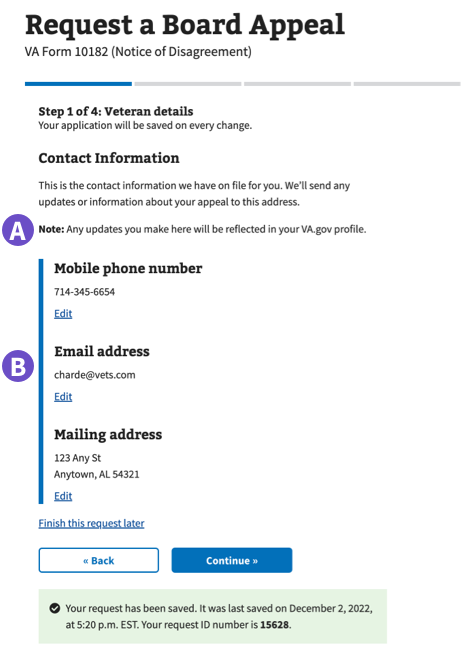 Request a Board Appeal
VA Form 10182 (Notice of Disagreement)
Step 1 of 4: Veteran details
Your application will be saved on every change.
Contact Information
This is the contact information we have on file for you. We’ll send any
updates or information about your appeal to this address.
A
Note: Any updates you make here will be reflected in your VA.gov profile.
Mobile phone number
714-345-6654
Edit
B
Email address
charde@vets.com
Edit
Mailing address
123 Any St
Anytown, AL 54321
Edit
Finish this request later
« Back
Continue »
Your request has been saved. It was last saved on December 2, 2022,
at 5:20 p.m. EST. Your request ID number is 15628.